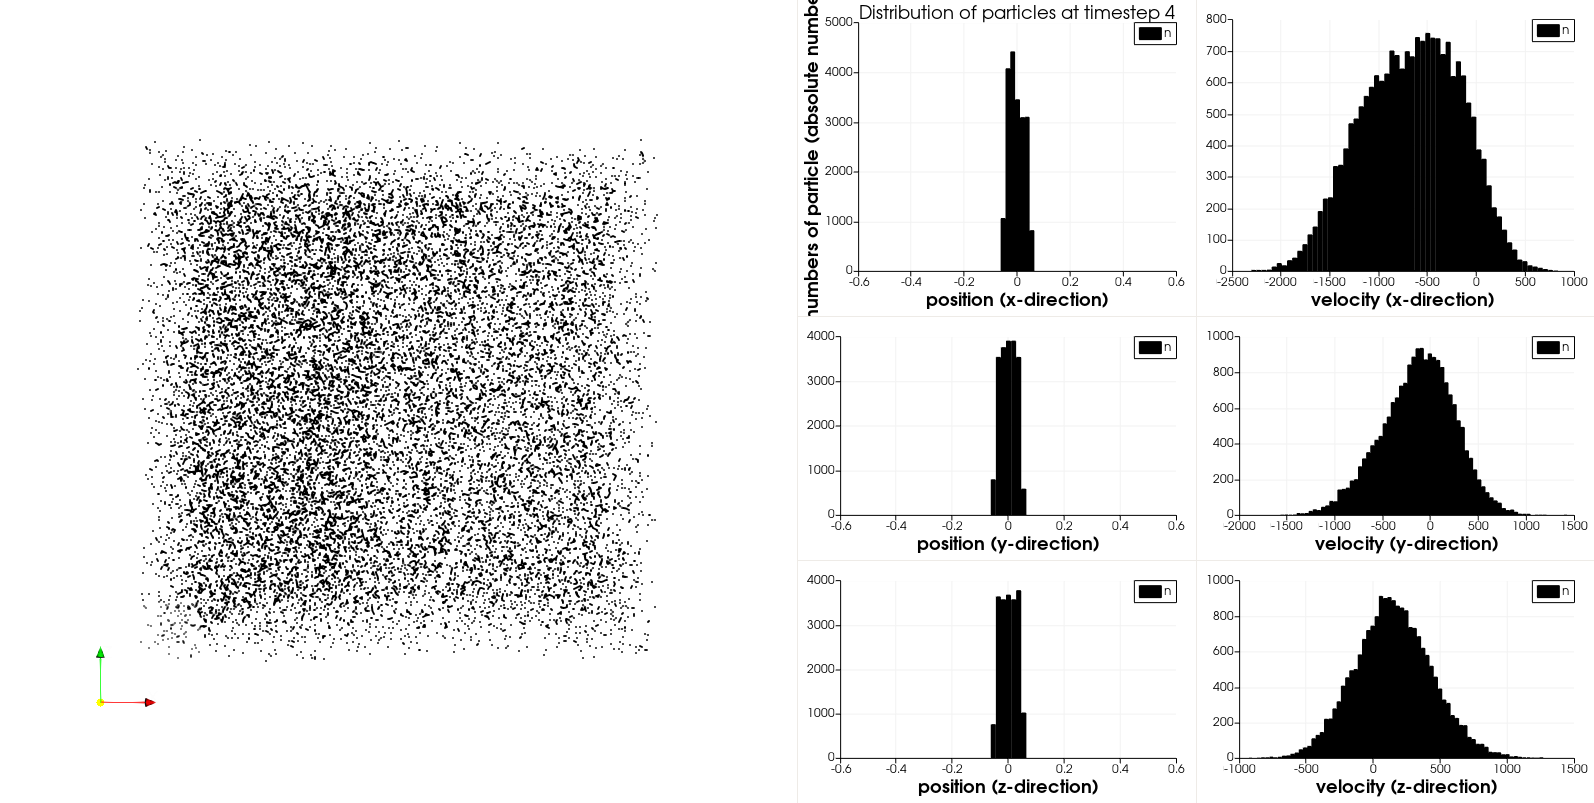 Distribution of particles at timestep 4
numbers of particle (absolute numbe
5000
4000
3000
2000
1000
0
-0.6 -0.4 -0.2 0 0.2 0.4 0.6
position (x-direction)
n
800
700
600
500
400
300
200
100
0
-2500 -2000 -1500 -1000 -500 0 500 1000
velocity (x-direction)
n
4000
3000
2000
1000
0
-0.6 -0.4 -0.2 0 0.2 0.4 0.6
position (y-direction)
n
1000
800
600
400
200
0
-2000 -1500 -1000 -500 0 500 1000 1500
velocity (y-direction)
n
4000
3000
2000
1000
0
-0.6 -0.4 -0.2 0 0.2 0.4 0.6
position (z-direction)
n
1000
800
600
400
200
0
-1000 -500 0 500 1000 1500
velocity (z-direction)
n